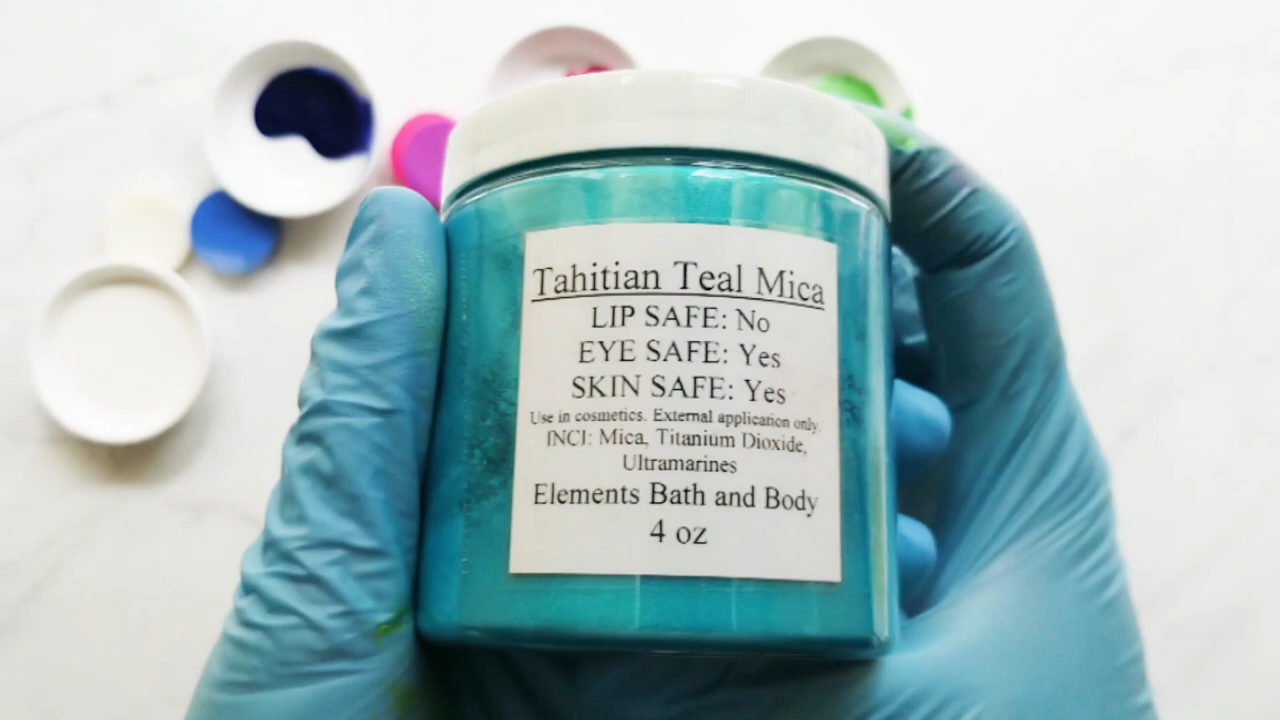 Tahitian Teal Mica
LIP SAFE: No
EYE SAFE: Yes
SKIN SAFE: Yes
Use in cosmetics. External application only.
INCI: Mica, Titanium Dioxide,
Ultramarines
Elements Bath and Body
4 oz